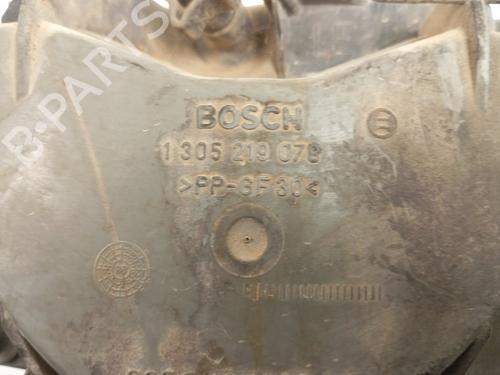 B-PARTS
BOSCH
1 305 219 078
>PP-GF30<